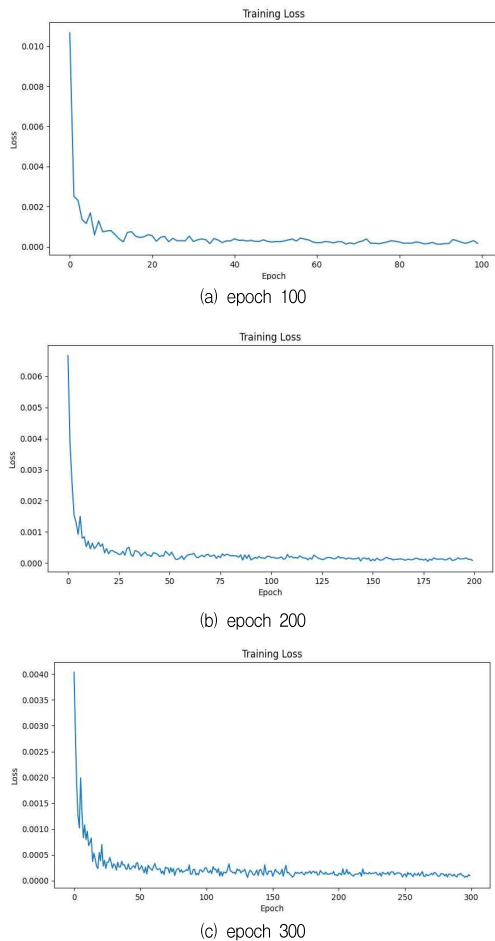 Training Loss
0.010
0.008
0.006
0.004
0.002
0.000
Loss
0 20 40 60 80 100
Epoch
(a) epoch 100
Training Loss
0.006
0.005
0.004
0.003
0.002
0.001
0.000
Loss
0 25 50 75 100 125 150 175 200
Epoch
(b) epoch 200
Training Loss
0.0040
0.0035
0.0030
0.0025
0.0020
0.0015
0.0010
0.0005
0.0000
Loss
0 50 100 150 200 250 300
Epoch
(c) epoch 300